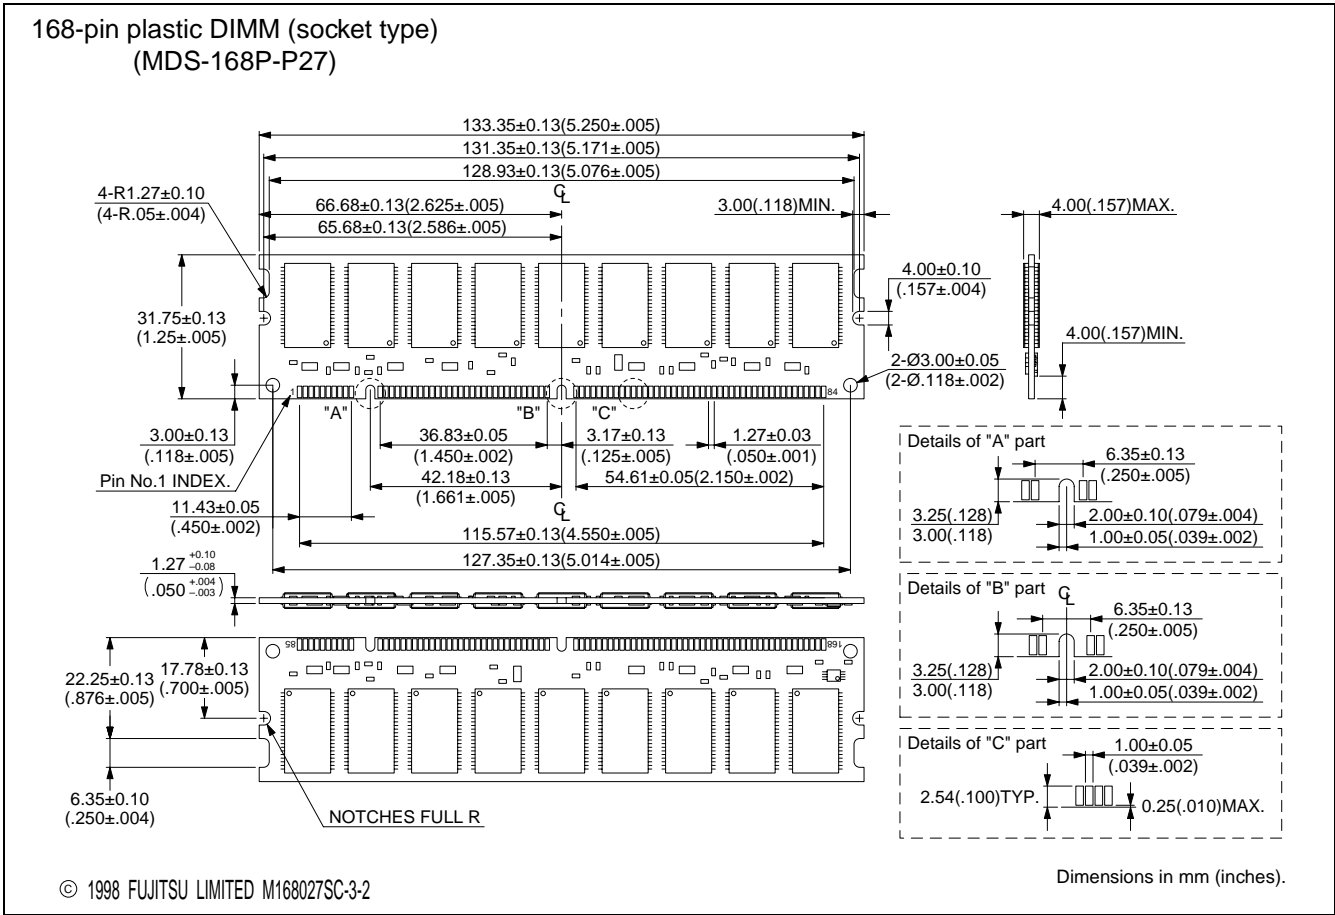 168-pin plastic DIMM (socket type)
(MDS-168P-P27)
133.35±0.13(5.250±.005)
131.35±0.13(5.171±.005)
128.93±0.13(5.076±.005)
4-R1.27±0.10
(4-R.05±.004)
66.68±0.13(2.625±.005)
65.68±0.13(2.586±.005)
CL
3.00(.118)MIN.
4.00(.157)MAX.
4.00±0.10
(.157±.004)
31.75±0.13
(1.25±.005)
4.00(.157)MIN.
2-Ø3.00±0.05
(2-Ø.118±.002)
1
84
"A"
"B"
"C"
3.00±0.13
(.118±.005)
36.83±0.05
(1.450±.002)
3.17±0.13
(.125±.005)
1.27±0.03
(.050±.001)
Pin No.1 INDEX.
42.18±0.13
(1.661±.005)
54.61±0.05(2.150±.002)
11.43±0.05
(.450±.002)
CL
115.57±0.13(4.550±.005)
127.35±0.13(5.014±.005)
1.27 +0.10 −0.08
(.050 +.004 −.003)
85
168
22.25±0.13
(.876±.005)
17.78±0.13
(.700±.005)
6.35±0.10
(.250±.004)
NOTCHES FULL R
Details of "A" part
6.35±0.13
(.250±.005)
3.25(.128)
3.00(.118)
2.00±0.10(.079±.004)
1.00±0.05(.039±.002)
Details of "B" part
CL
6.35±0.13
(.250±.005)
3.25(.128)
3.00(.118)
2.00±0.10(.079±.004)
1.00±0.05(.039±.002)
Details of "C" part
1.00±0.05
(.039±.002)
2.54(.100)TYP.
0.25(.010)MAX.
© 1998 FUJITSU LIMITED M168027SC-3-2
Dimensions in mm (inches).